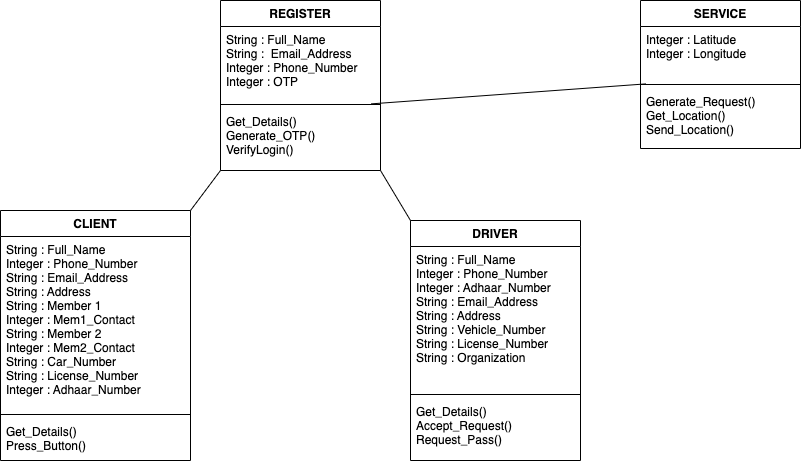 REGISTER
String : Full_Name
String :  Email_Address
Integer : Phone_Number
Integer : OTP
Get_Details()
Generate_OTP()
VerifyLogin()
SERVICE
Integer : Latitude
Integer : Longitude
Generate_Request()
Get_Location()
Send_Location()
CLIENT
String : Full_Name
Integer : Phone_Number
String : Email_Address
String : Address
String : Member 1
Integer : Mem1_Contact
String : Member 2
Integer : Mem2_Contact
String : Car_Number
String : License_Number
Integer : Adhaar_Number
Get_Details()
Press_Button()
DRIVER
String : Full_Name
Integer : Phone_Number
Integer : Adhaar_Number
String : Email_Address
String : Address
String : Vehicle_Number
String : License_Number
String : Organization
Get_Details()
Accept_Request()
Request_Pass()